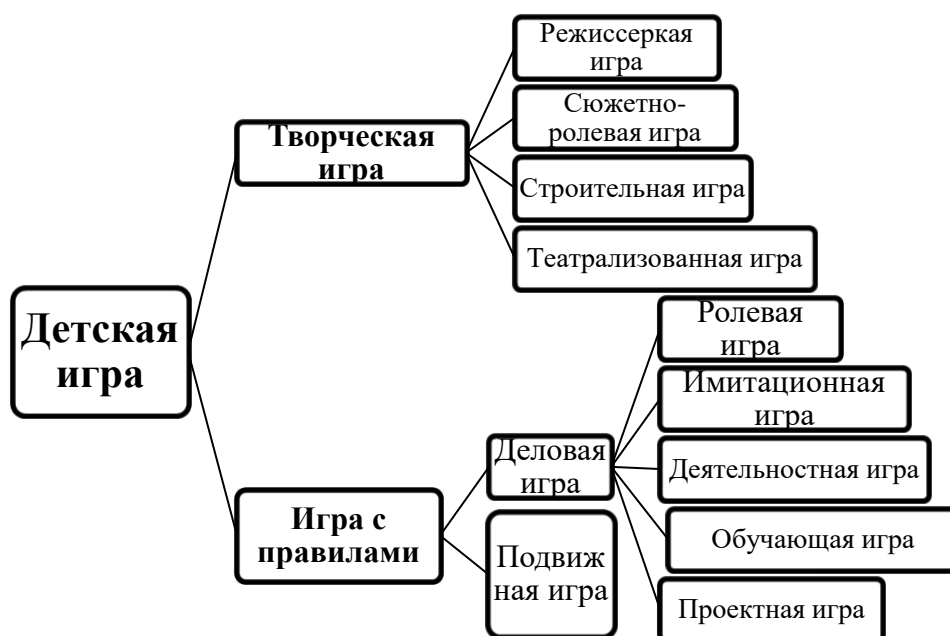 Режиссеркая
игра
Сюжетно-
ролевая игра
Творческая
игра
Строительная игра
Театрализованная игра
Детская
игра
Ролевая
игра
Имитационная
игра
Деловая
игра
Деятельностная игра
Игра с
правилами
Обучающая игра
Подвиж
ная игра
Проектная игра